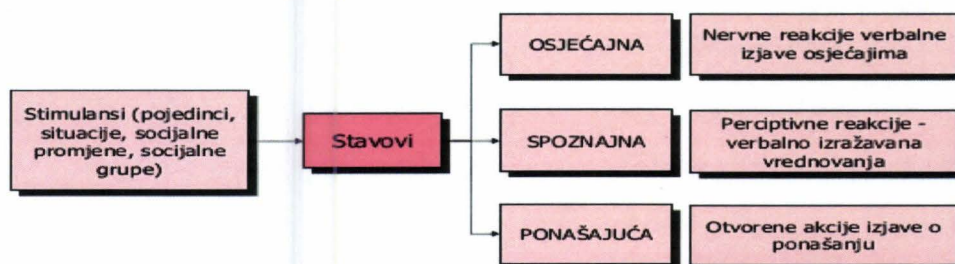 Stimulansi (pojedinci,
situacije, socijalne
promjene, socijalne
grupe)
Stavovi
OSJEĆAJNA
Nervne reakcije verbalne
izjave osjećajima
SPOZNAJNA
Perciptivne reakcije -
verbalno izražavana
vrednovanja
PONAŠAJUĆA
Otvorene akcije izjave o
ponašanju